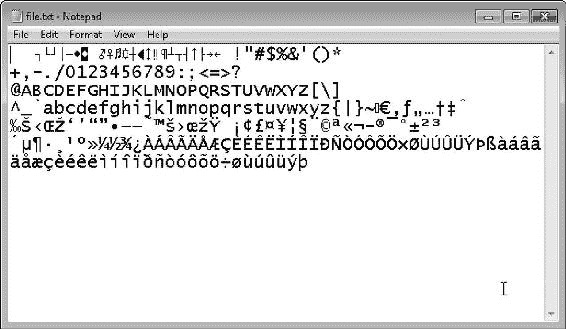 file.txt - Notepad
File Edit Format View Help
!"#$%&'()*
+,-./0123456789:;<=>?
@ABCDEFGHIJKLMNOPQRSTUVWXYZ[\]
^_`abcdefghijklmnopqrstuvwxyz{|}~€‚ƒ„…†‡ˆ
‰Š‹ŒŽ‘’“”•–—˜™š›œžŸ ¡¢£¤¥¦§¨©ª«¬-®¯°±²³
´µ¶·¸¹º»¼½¾¿ÀÁÂÃÄÅÆÇÈÉÊËÌÍÎÏÐÑÒÓÔÕÖ×ØÙÚÛÜÝÞßàáâã
äåæçèéêëìíîïðñòóôõö÷øùúûüýþ